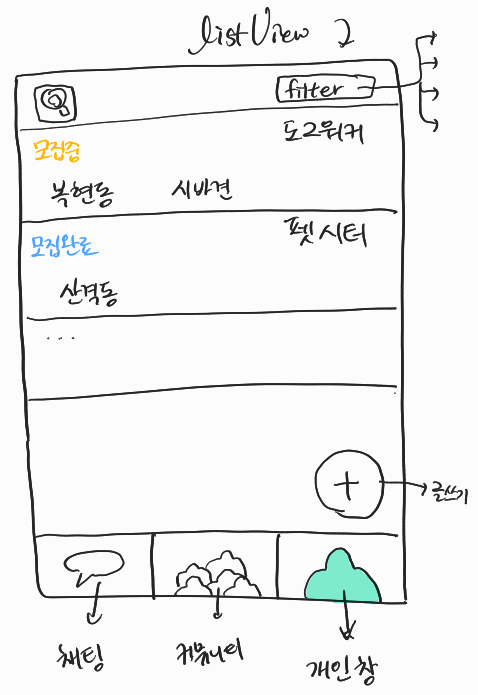 listView 2
filter
도그워커
모집중
복현동 시바견
펫시터
모집완료
산격동
...
+
글쓰기
채팅 커뮤니티 개인창